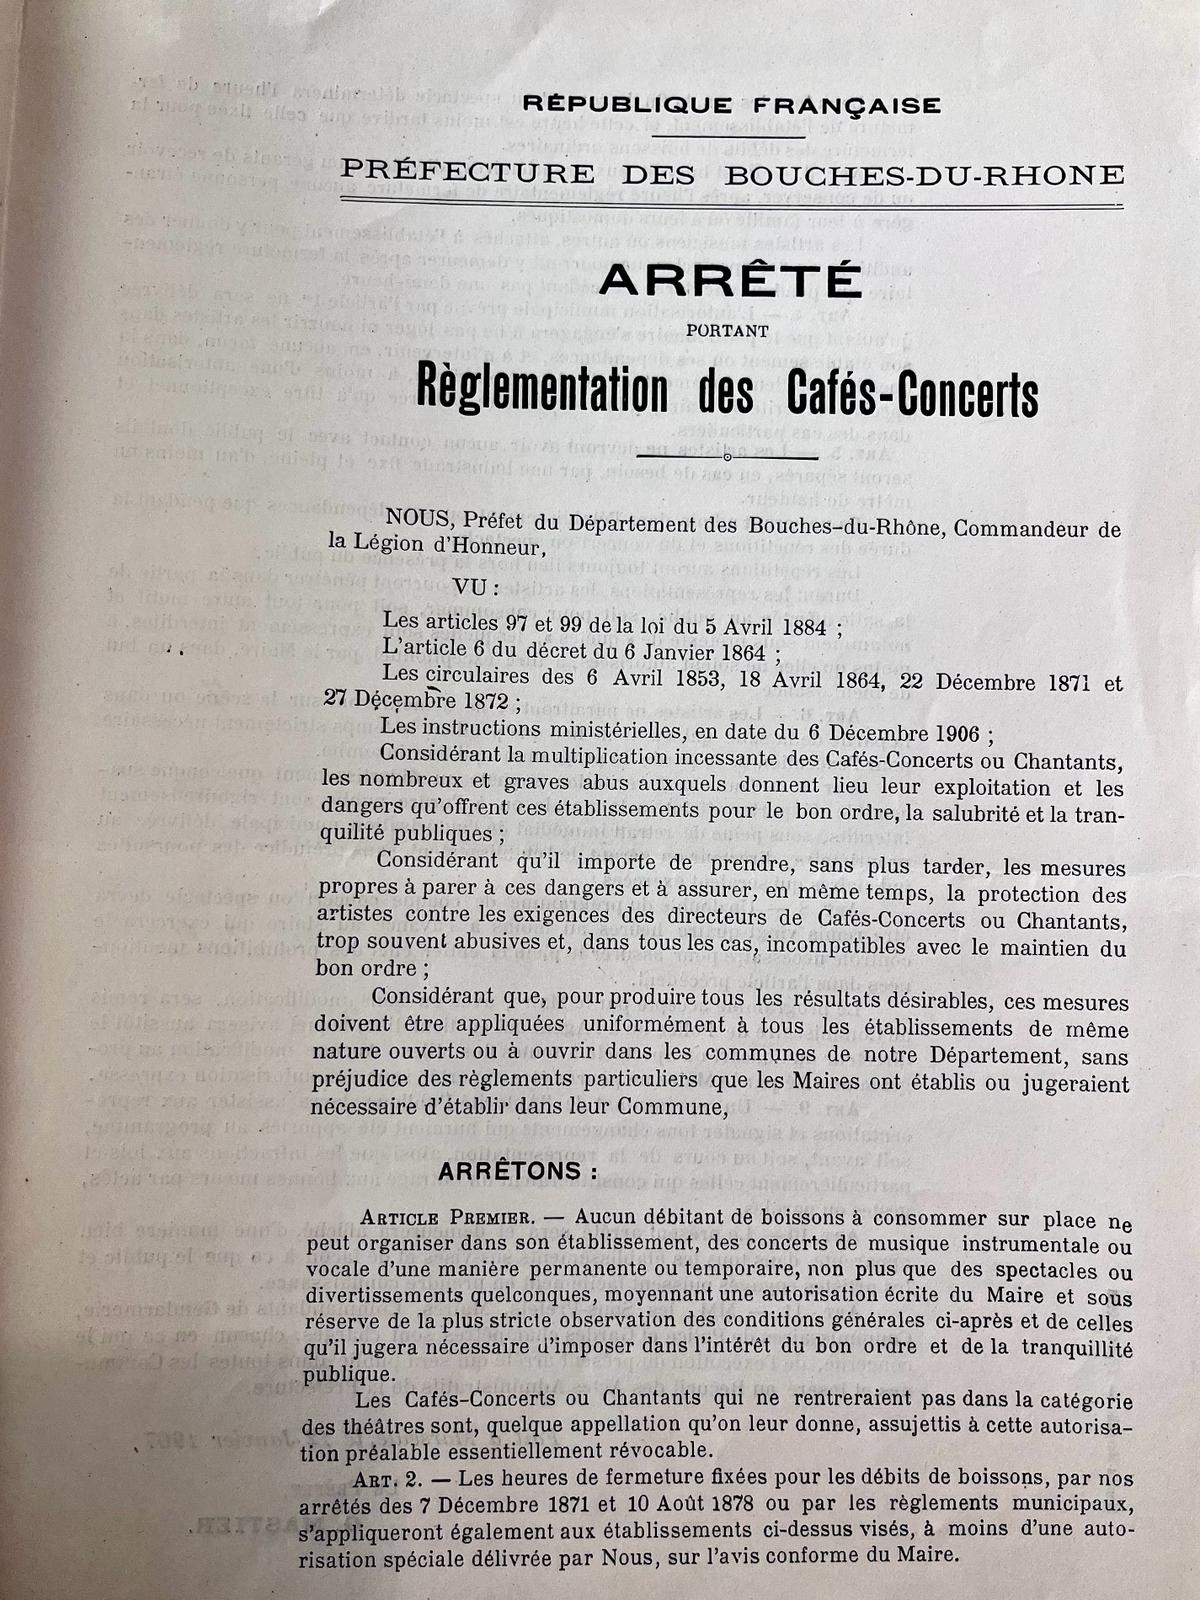 RÉPUBLIQUE FRANÇAISE
PRÉFECTURE DES BOUCHES-DU-RHONE
ARRÊTÉ
PORTANT
Règlementation des Cafés-Concerts
NOUS, Préfet du Département des Bouches-du-Rhône, Commandeur de
la Légion d'Honneur,
VU :
Les articles 97 et 99 de la loi du 5 Avril 1884 ;
L'article 6 du décret du 6 Janvier 1864 ;
Les circulaires des 6 Avril 1853, 18 Avril 1864, 22 Décembre 1871 et
27 Décembre 1872 ;
Les instructions ministérielles, en date du 6 Décembre 1906 ;
Considérant la multiplication incessante des Cafés-Concerts ou Chantants,
les nombreux et graves abus auxquels donnent lieu leur exploitation et les
dangers qu'offrent ces établissements pour le bon ordre, la salubrité et la tran-
quilité publiques ;
Considérant qu'il importe de prendre, sans plus tarder, les mesures
propres à parer à ces dangers et à assurer, en même temps, la protection des
artistes contre les exigences des directeurs de Cafés-Concerts ou Chantants,
trop souvent abusives et, dans tous les cas, incompatibles avec le maintien du
bon ordre ;
Considérant que, pour produire tous les résultats désirables, ces mesures
doivent être appliquées uniformément à tous les établissements de même
nature ouverts ou à ouvrir dans les communes de notre Département, sans
préjudice des règlements particuliers que les Maires ont établis ou jugeraient
nécessaire d'établir dans leur Commune,
ARRÊTONS :
ARTICLE PREMIER. — Aucun débitant de boissons à consommer sur place ne
peut organiser dans son établissement, des concerts de musique instrumentale ou
vocale d'une manière permanente ou temporaire, non plus que des spectacles ou
divertissements quelconques, moyennant une autorisation écrite du Maire et sous
réserve de la plus stricte observation des conditions générales ci-après et de celles
qu'il jugera nécessaire d'imposer dans l'intérêt du bon ordre et de la tranquillité
publique.
Les Cafés-Concerts ou Chantants qui ne rentreraient pas dans la catégorie
des théâtres sont, quelque appellation qu'on leur donne, assujettis à cette autorisa-
tion préalable essentiellement révocable.
ART. 2. — Les heures de fermeture fixées pour les débits de boissons, par nos
arrêtés des 7 Décembre 1871 et 10 Août 1878 ou par les règlements municipaux,
s'appliqueront également aux établissements ci-dessus visés, à moins d'une auto-
risation spéciale délivrée par Nous, sur l'avis conforme du Maire.